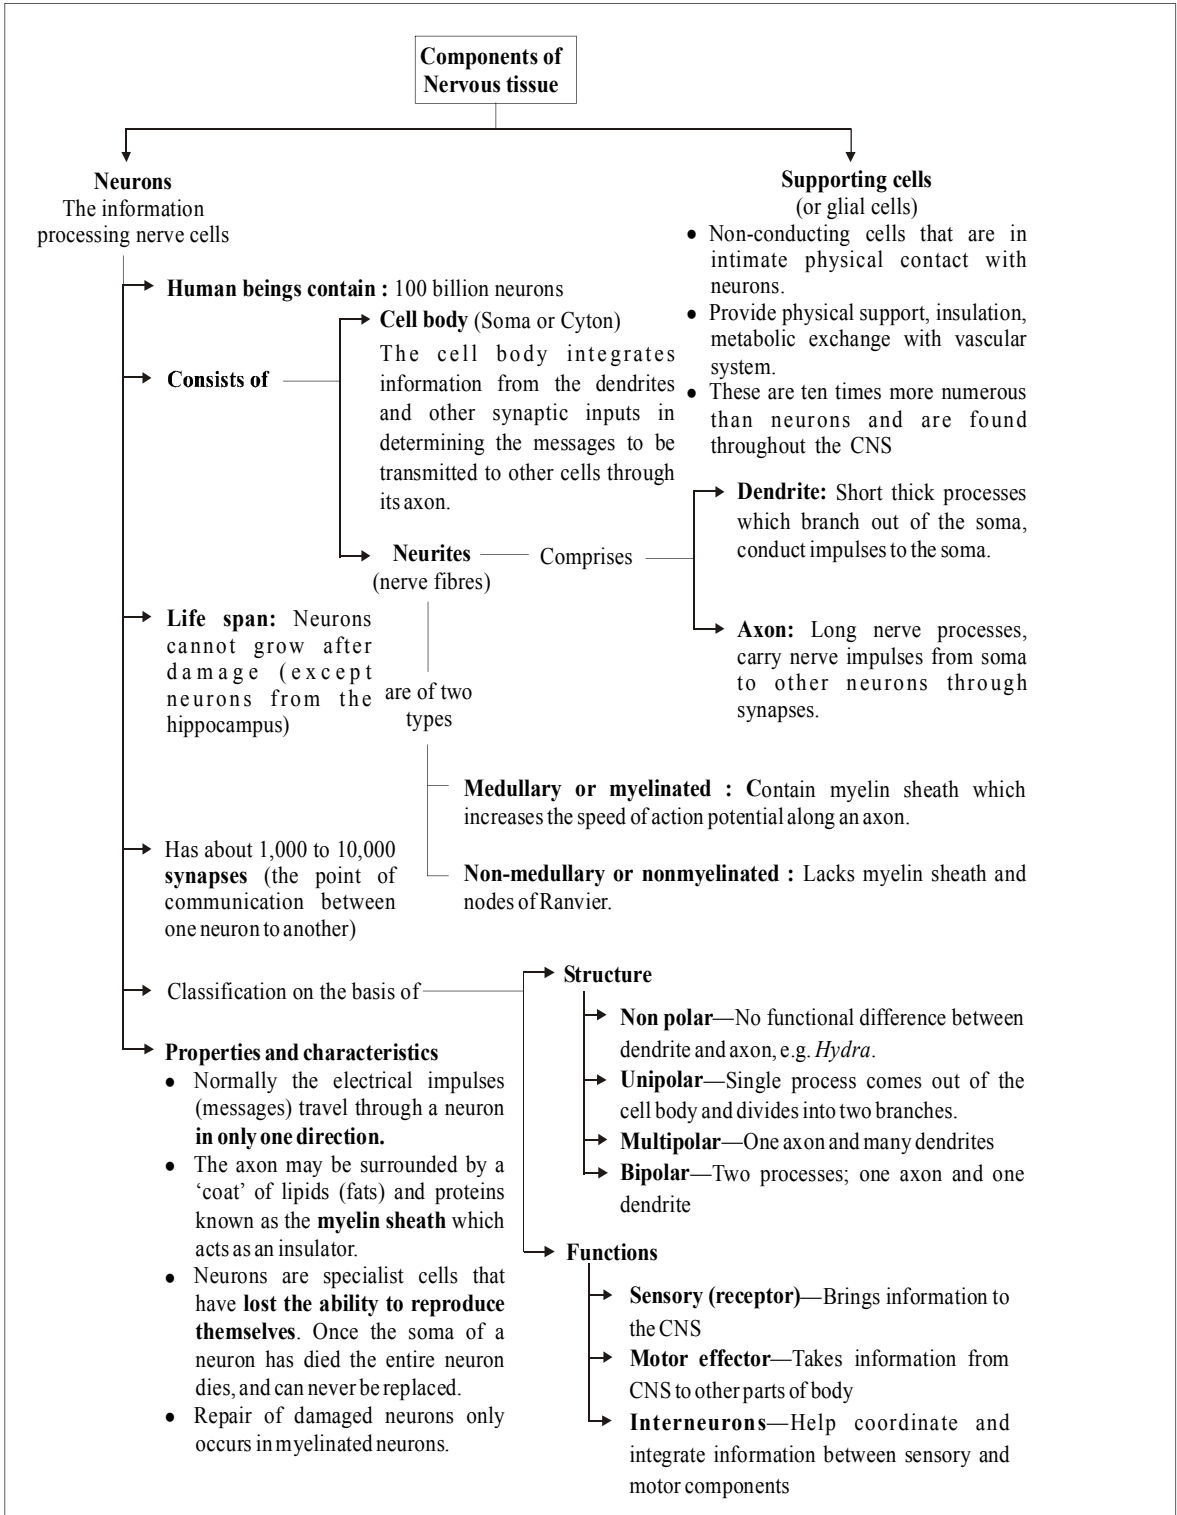 Components of
Nervous tissue
Neurons
The information
processing nerve cells
Supporting cells
(or glial cells)
• Non-conducting cells that are in
intimate physical contact with
neurons.
• Provide physical support, insulation,
metabolic exchange with vascular
system.
• These are ten times more numerous
than neurons and are found
throughout the CNS
Human beings contain : 100 billion neurons
Consists of
Cell body (Soma or Cyton)
The cell body integrates
information from the dendrites
and other synaptic inputs in
determining the messages to be
transmitted to other cells through
its axon.
Neurites
(nerve fibres)
Comprises
Dendrite: Short thick processes
which branch out of the soma,
conduct impulses to the soma.
Axon: Long nerve processes,
carry nerve impulses from soma
to other neurons through
synapses.
Life span: Neurons
cannot grow after
damage (except
neurons from the
hippocampus)
are of two
types
Medullary or myelinated : Contain myelin sheath which
increases the speed of action potential along an axon.
Non-medullary or nonmyelinated : Lacks myelin sheath and
nodes of Ranvier.
Has about 1,000 to 10,000
synapses (the point of
communication between
one neuron to another)
Classification on the basis of
Structure
Non polar—No functional difference between
dendrite and axon, e.g. Hydra.
Unipolar—Single process comes out of the
cell body and divides into two branches.
Multipolar—One axon and many dendrites
Bipolar—Two processes; one axon and one
dendrite
Functions
Sensory (receptor)—Brings information to
the CNS
Motor effector—Takes information from
CNS to other parts of body
Interneurons—Help coordinate and
integrate information between sensory and
motor components
Properties and characteristics
• Normally the electrical impulses
(messages) travel through a neuron
in only one direction.
• The axon may be surrounded by a
‘coat’ of lipids (fats) and proteins
known as the myelin sheath which
acts as an insulator.
• Neurons are specialist cells that
have lost the ability to reproduce
themselves. Once the soma of a
neuron has died the entire neuron
dies, and can never be replaced.
• Repair of damaged neurons only
occurs in myelinated neurons.